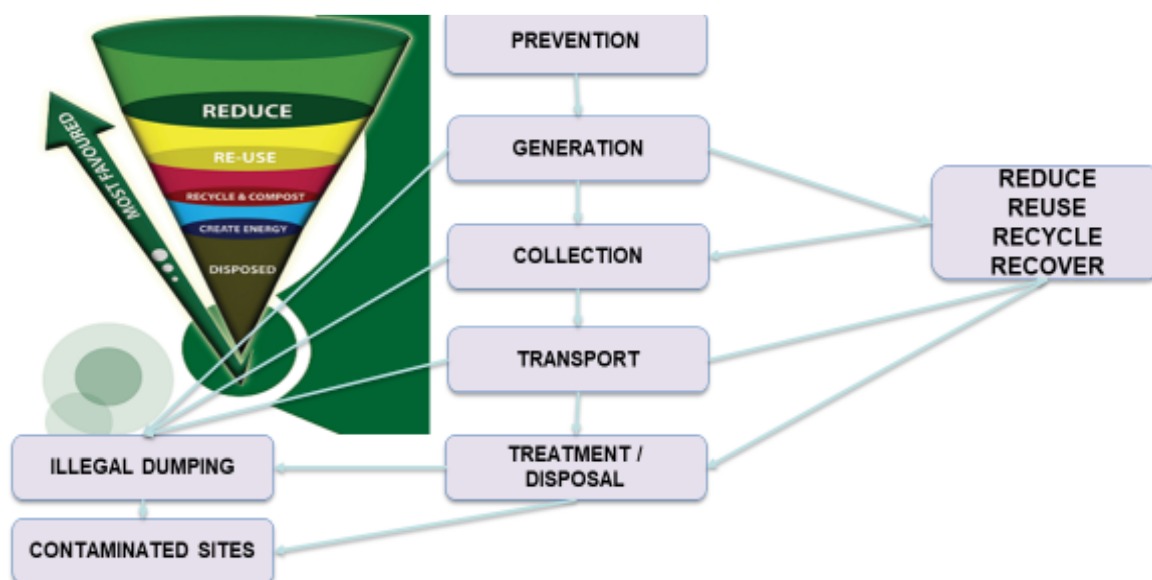 PREVENTION
REDUCE
RE-USE
RECYCLE & COMPOST
CREATE ENERGY
DISPOSED
MOST FAVOURED
GENERATION
COLLECTION
TRANSPORT
TREATMENT /
DISPOSAL
REDUCE
REUSE
RECYCLE
RECOVER
ILLEGAL DUMPING
CONTAMINATED SITES